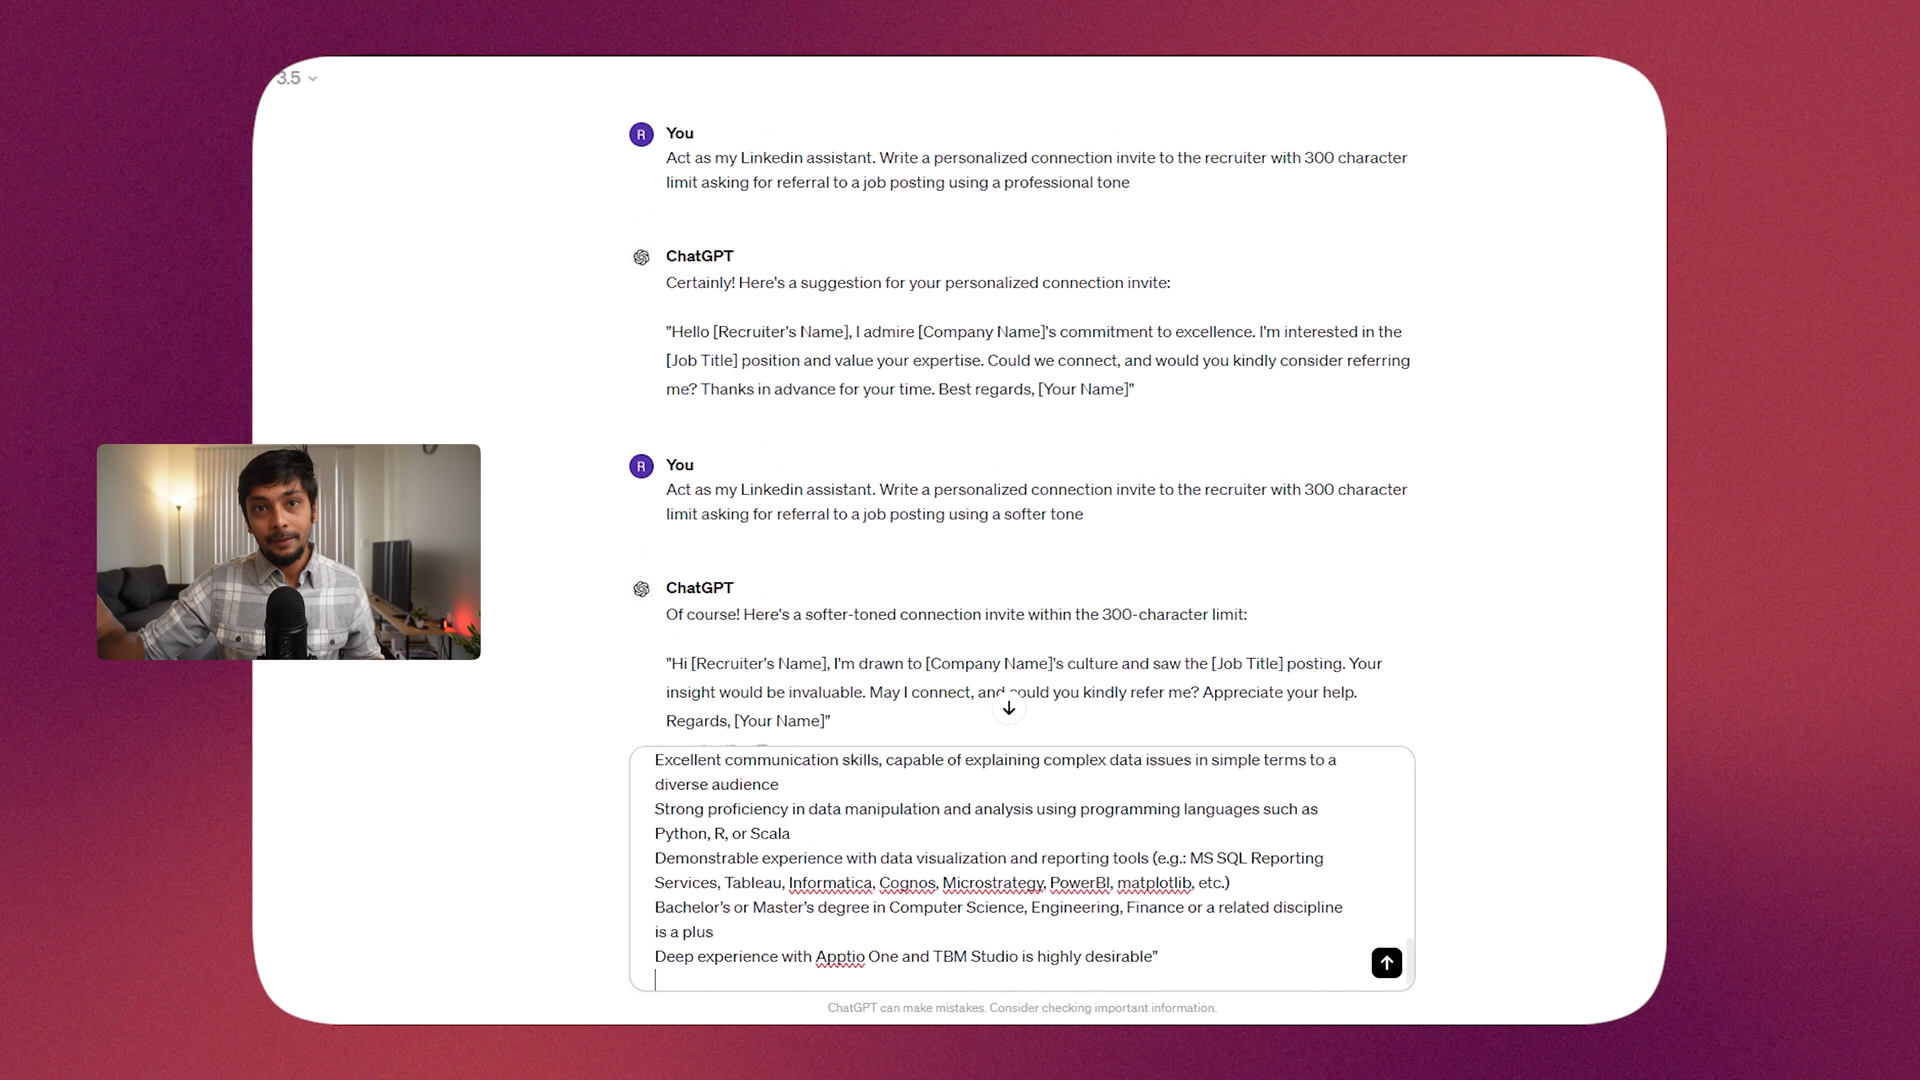 3.5
R
You
Act as my Linkedin assistant. Write a personalized connection invite to the recruiter with 300 character
limit asking for referral to a job posting using a professional tone
ChatGPT
Certainly! Here's a suggestion for your personalized connection invite:
"Hello [Recruiter's Name], I admire [Company Name]'s commitment to excellence. I'm interested in the
[Job Title] position and value your expertise. Could we connect, and would you kindly consider referring
me? Thanks in advance for your time. Best regards, [Your Name]"
R
You
Act as my Linkedin assistant. Write a personalized connection invite to the recruiter with 300 character
limit asking for referral to a job posting using a softer tone
ChatGPT
Of course! Here's a softer-toned connection invite within the 300-character limit:
"Hi [Recruiter's Name], I'm drawn to [Company Name]'s culture and saw the [Job Title] posting. Your
insight would be invaluable. May I connect, and could you kindly refer me? Appreciate your help.
Regards, [Your Name]"
Excellent communication skills, capable of explaining complex data issues in simple terms to a
diverse audience
Strong proficiency in data manipulation and analysis using programming languages such as
Python, R, or Scala
Demonstrable experience with data visualization and reporting tools (e.g.: MS SQL Reporting
Services, Tableau, Informatica, Cognos, Microstrategy, PowerBI, matplotlib, etc.)
Bachelor's or Master's degree in Computer Science, Engineering, Finance or a related discipline
is a plus
Deep experience with Apptio One and TBM Studio is highly desirable"
ChatGPT can make mistakes. Consider checking important information.